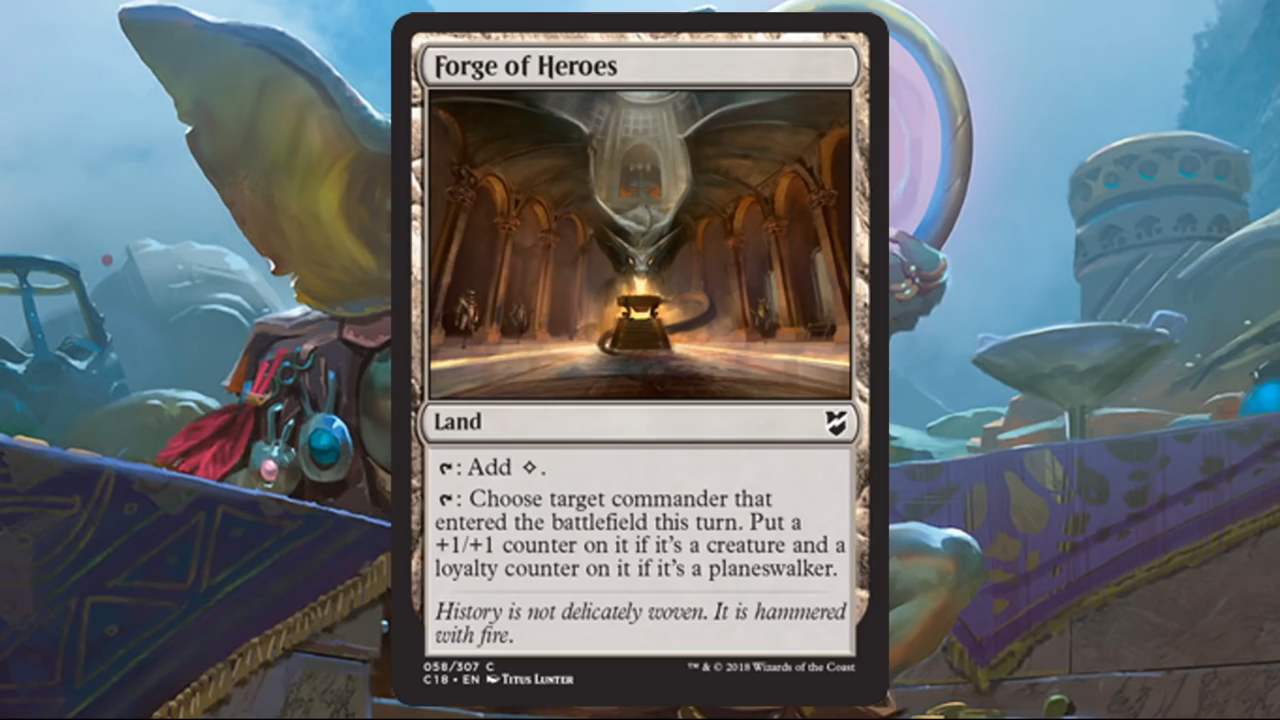 Forge of Heroes
Land
: Add .
: Choose target commander that
entered the battlefield this turn. Put a
+1/+1 counter on it if it's a creature and a
loyalty counter on it if it's a planeswalker.
History is not delicately woven. It is hammered
with fire.
058/307 C
™ & © 2018 Wizards of the Coast
C18 • EN Titus Lunter